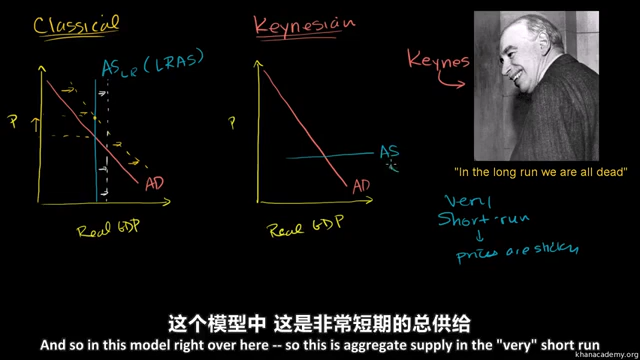 Classical
Keynesian
AS LR (LRAS)
Keynes
P
P
AS
AD
AD
"In the long run we are all dead"
Real GDP
Real GDP
Very
Short-run
prices are sticky
这个模型中 这是非常短期的总供给
And so in this model right over here -- so this is aggregate supply in the "very" short run
khanacademy.org